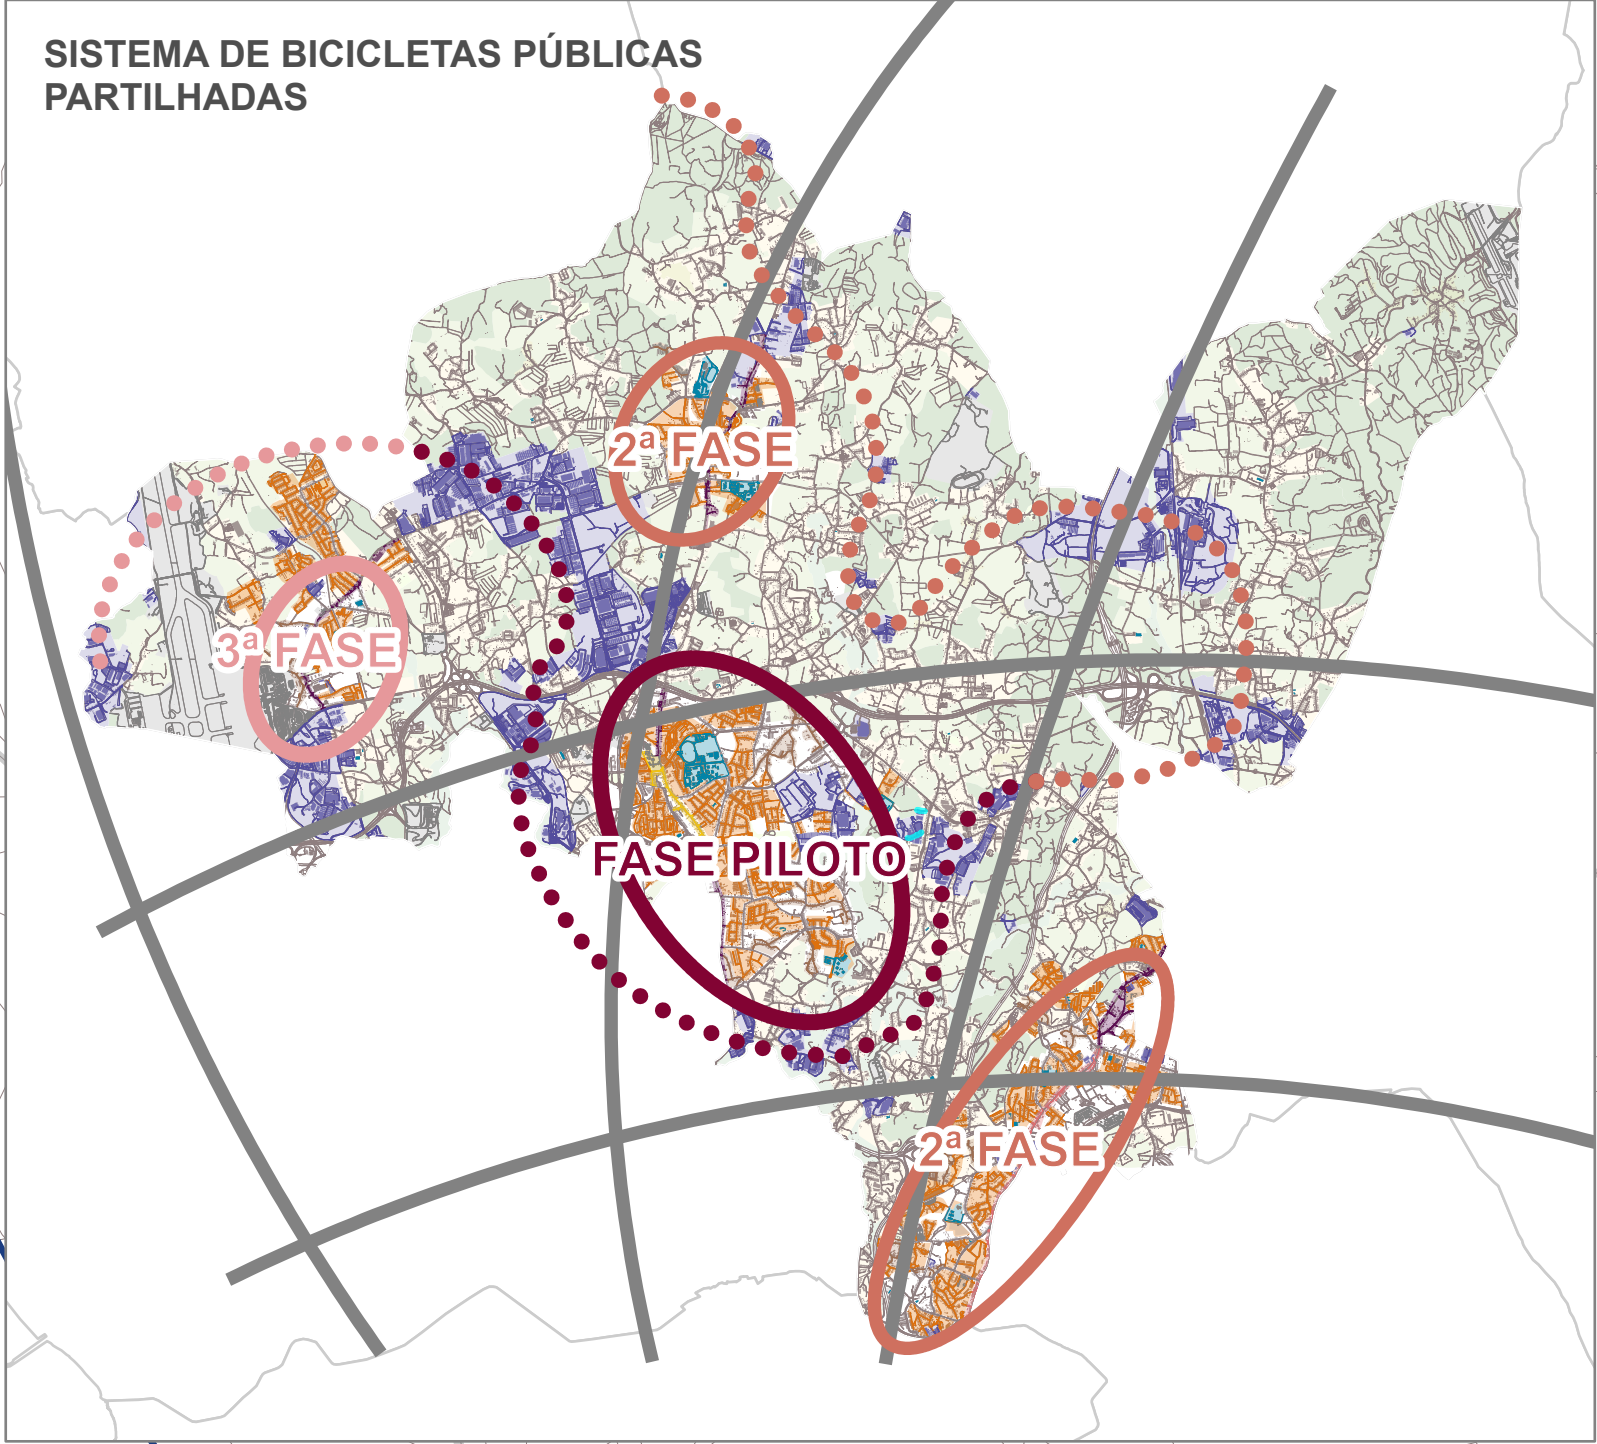 SISTEMA DE BICICLETAS PÚBLICAS
PARTILHADAS
2ª FASE
3ª FASE
FASE PILOTO
2ª FASE